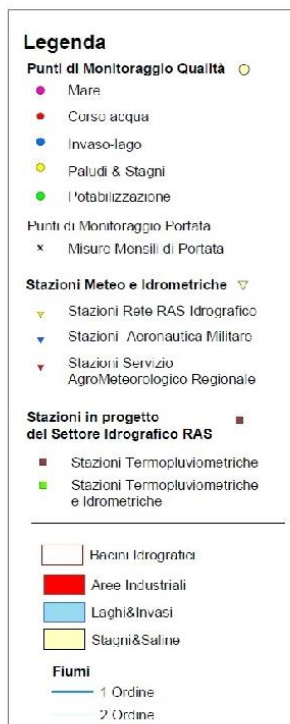 Legenda
Punti di Monitoraggio Qualità
Mare
Corso acqua
Invaso-lago
Paludi & Stagni
Potabilizzazione
Punti di Monitoraggio Portata
Misure Mensili di Portata
Stazioni Meteo e Idrometriche
Stazioni Rete RAS Idrografico
Stazioni Aeronautica Militare
Stazioni Servizio
AgroMeteorologico Regionale
Stazioni in progetto
del Settore Idrografico RAS
Stazioni Termopluviometriche
Stazioni Termopluviometriche
e Idrometriche
Bacini Idrografici
Aree Industriali
Laghi&Invasi
Stagni&Saline
Fiumi
1 Ordine
2 Ordine